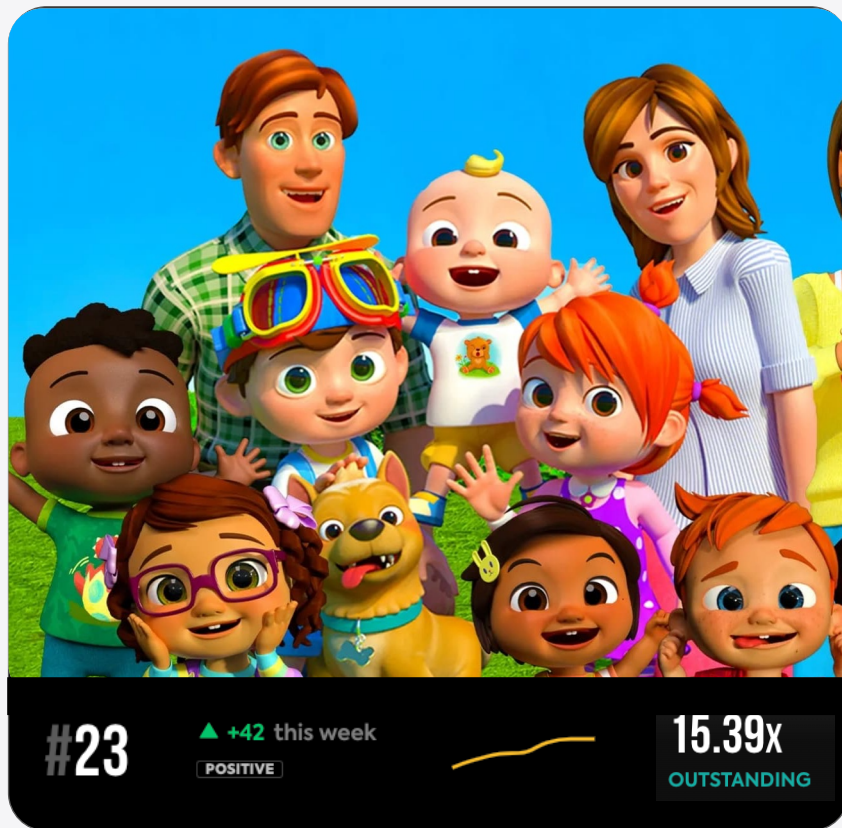 #23
+42 this week
POSITIVE
15.39x
OUTSTANDING